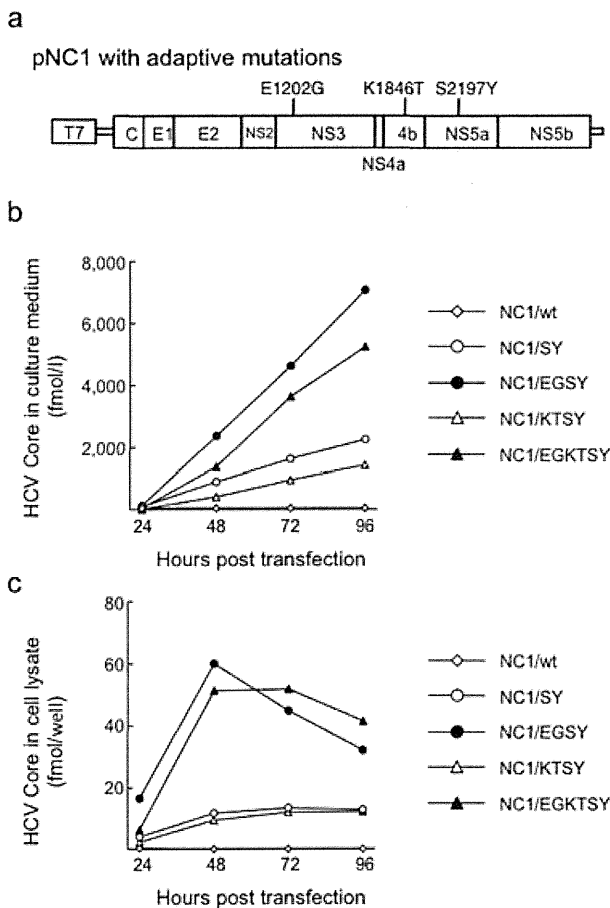 a
pNC1 with adaptive mutations
E1202G K1846T S2197Y
T7 C E1 E2 NS2 NS3 4b NS5a NS5b
NS4a
b
HCV Core in culture medium
(fmol/l)
8,000
6,000
4,000
2,000
24 48 72 96
Hours post transfection
NC1/wt
NC1/SY
NC1/EGSY
NC1/KTSY
NC1/EGKTSY
c
HCV Core in cell lysate
(fmol/well)
80
60
40
20
24 48 72 96
Hours post transfection
NC1/wt
NC1/SY
NC1/EGSY
NC1/KTSY
NC1/EGKTSY